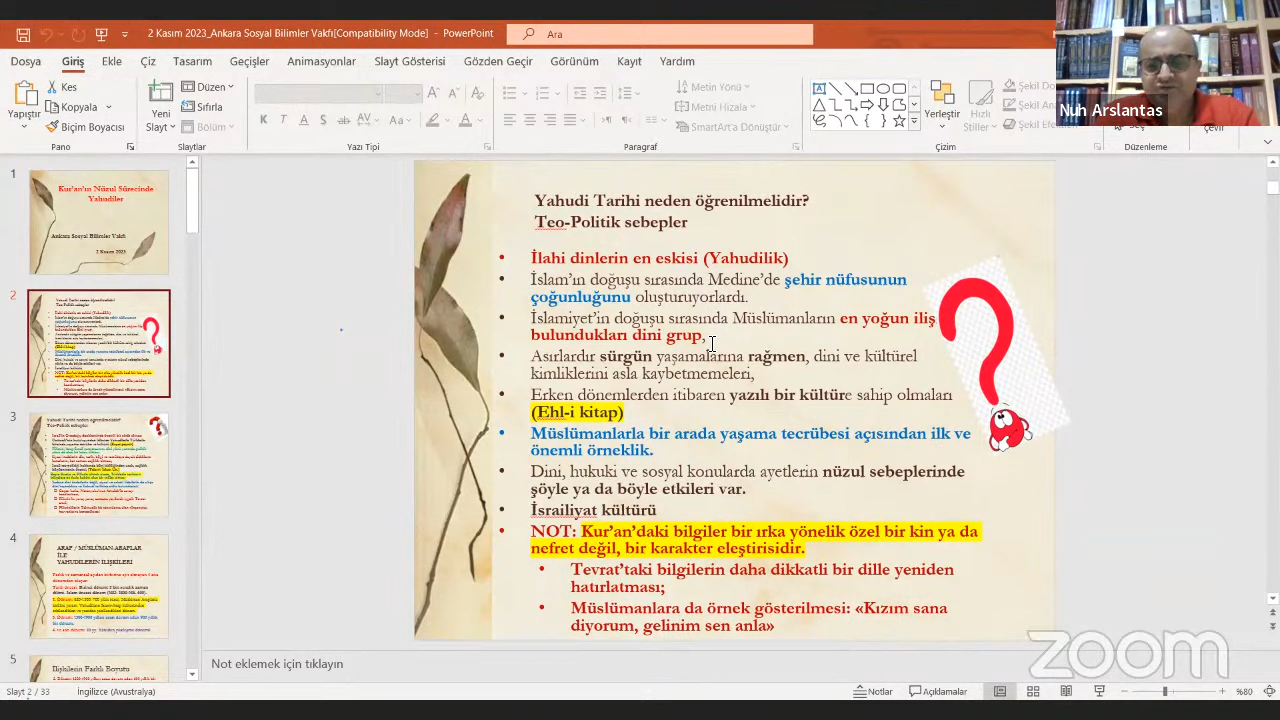 2 Kasım 2023_Ankara Sosyal Bilimler Vakfı[Compatibility Mode] - PowerPoint
Ara
Dosya Giriş Ekle Çiz Tasarım Geçişler Animasyonlar Slayt Gösterisi Gözden Geçir Görünüm Kayıt Yardım
Yapıştır
Kes
Kopyala
Biçim Boyacısı
Pano
Yeni
Slayt
Düzen
Sıfırla
Bölüm
Slaytlar
Yazı Tipi
Metin Yönü
Metni Hizala
SmartArt'a Dönüştür
Paragraf
Yerleştir
Hızlı
Stiller
Çizim
Düzenleme
Nuh Arslantas
1
Kur'an'ın Nüzul Sürecinde
Yahudiler
Ankara Sosyal Bilimler Vakfı
2 Kasım 2023
2
3
4
ARAP / MÜSLÜMAN ARAPLAR
İLE
YAHUDİLERİN İLİŞKİLERİ
5
İlişkilerin Farklı Boyutu
Yahudi Tarihi neden öğrenilmelidir?
Teo-Politik sebepler
• İlahi dinlerin en eskisi (Yahudilik)
• İslam'ın doğuşu sırasında Medine'de şehir nüfusunun
çoğunluğunu oluşturuyorlardı.
• İslamiyet'in doğuşu sırasında Müslümanların en yoğun iliş
bulundukları dini grup,
• Asırlardır sürgün yaşamalarına rağmen, dini ve kültürel
kimliklerini asla kaybetmemeleri,
• Erken dönemlerden itibaren yazılı bir kültüre sahip olmaları
(Ehl-i kitap)
• Müslümanlarla bir arada yaşama tecrübesi açısından ilk ve
önemli örneklik.
• Dini, hukuki ve sosyal konularda ayetlerin nüzul sebeplerinde
şöyle ya da böyle etkileri var.
• İsrailiyat kültürü
• NOT: Kur'an'daki bilgiler bir ırka yönelik özel bir kin ya da
nefret değil, bir karakter eleştirisidir.
• Tevrat'taki bilgilerin daha dikkatli bir dille yeniden
hatırlatması;
• Müslümanlara da örnek gösterilmesi: «Kızım sana
diyorum, gelinim sen anla»
zoom
Not eklemek için tıklayın
Slayt 2 / 33 İngilizce (Avustralya) Notlar Açıklamalar %80